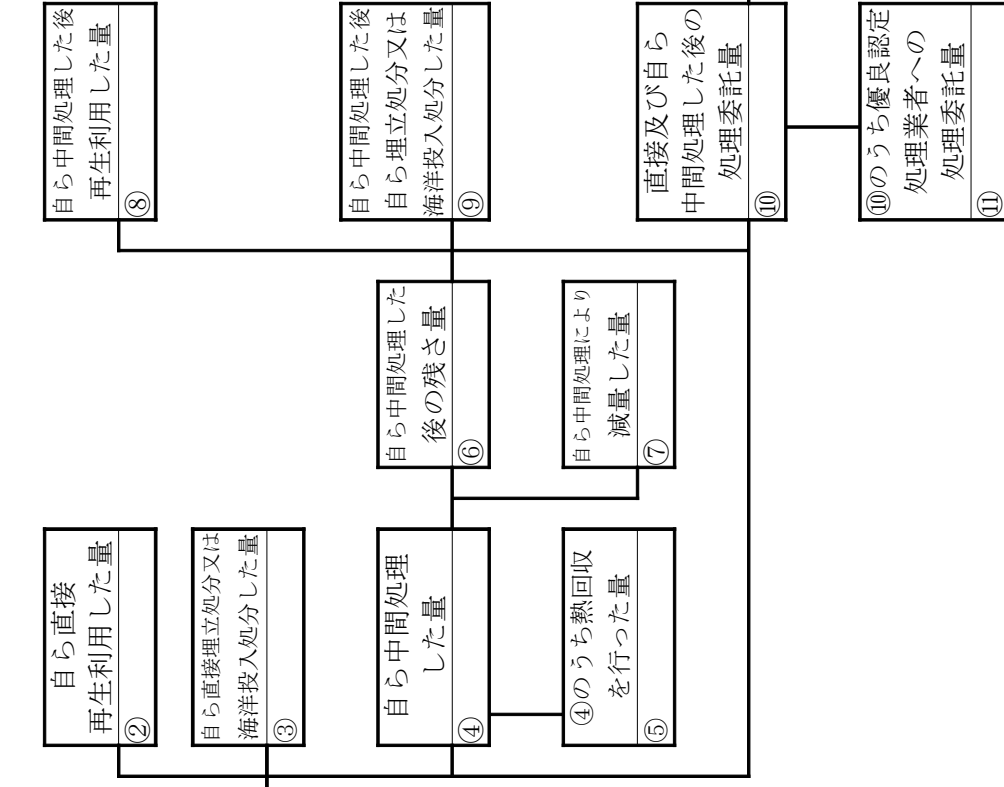 自ら直接
再生利用した量
②
自ら直接埋立処分又は
海洋投入処分した量
③
自ら中間処理
した量
④
④のうち熱回収
を行った量
⑤
自ら中間処理した
後の残さ量
⑥
自ら中間処理により
減量した量
⑦
自ら中間処理した後
再生利用した量
⑧
自ら中間処理した後
自ら埋立処分又は
海洋投入処分した量
⑨
直接及び自ら
中間処理した後の
処理委託量
⑩
⑩のうち優良認定
処理業者への
処理委託量
⑪